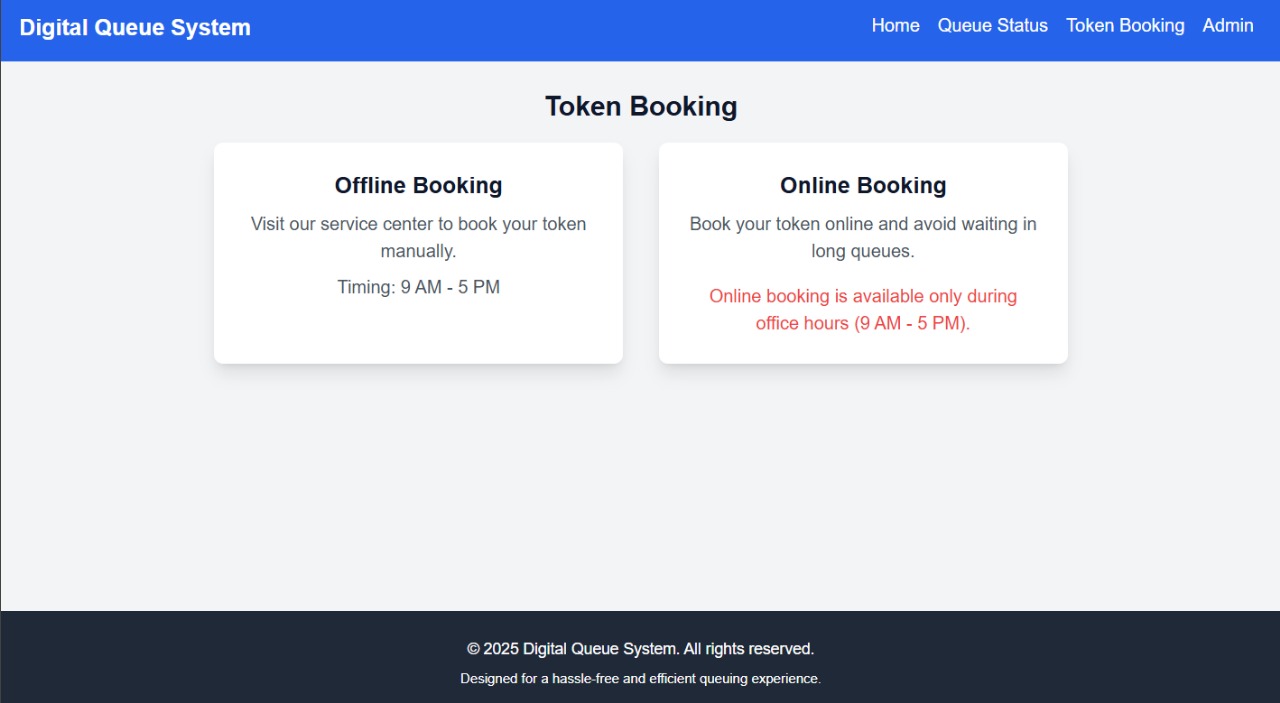 Digital Queue System
Home Queue Status Token Booking Admin
Token Booking
Offline Booking
Visit our service center to book your token
manually.
Timing: 9 AM - 5 PM
Online Booking
Book your token online and avoid waiting in
long queues.
Online booking is available only during
office hours (9 AM - 5 PM).
© 2025 Digital Queue System. All rights reserved.
Designed for a hassle-free and efficient queuing experience.